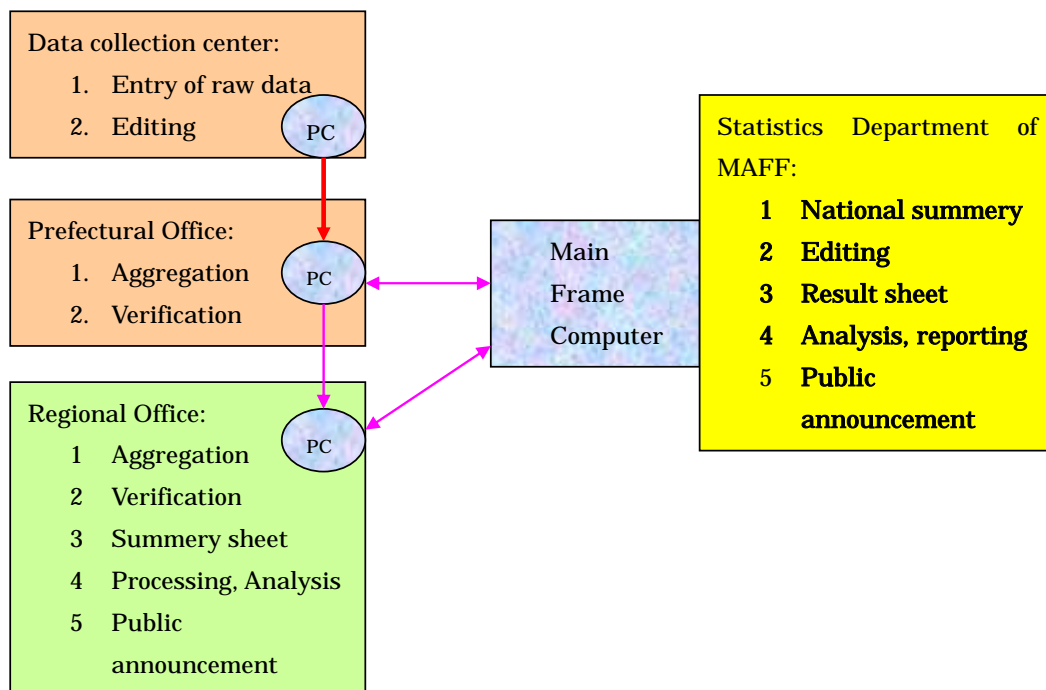 Data collection center:
1. Entry of raw data
2. Editing
PC
Prefectural Office:
1. Aggregation
2. Verification
PC
Regional Office:
1 Aggregation
2 Verification
3 Summery sheet
4 Processing, Analysis
5 Public
announcement
PC
Main
Frame
Computer
Statistics Department of
MAFF:
1 National summery
2 Editing
3 Result sheet
4 Analysis, reporting
5 Public
announcement